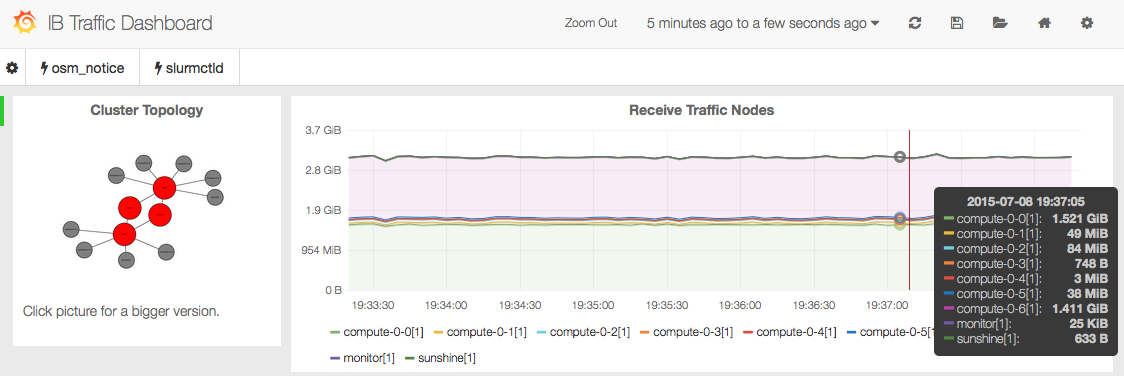 IB Traffic Dashboard
Zoom Out 5 minutes ago to a few seconds ago
osm_notice slurmctld
Cluster Topology
Click picture for a bigger version.
Receive Traffic Nodes
3.7 GiB
2.8 GiB
1.9 GiB
954 MiB
0 B
19:33:30 19:34:00 19:34:30 19:35:00 19:35:30 19:36:00 19:36:30 19:37:00
compute-0-0[1] compute-0-1[1] compute-0-2[1] compute-0-3[1] compute-0-4[1] compute-0-5[1]
monitor[1] sunshine[1]
2015-07-08 19:37:05
compute-0-0[1]: 1.521 GiB
compute-0-1[1]: 49 MiB
compute-0-2[1]: 84 MiB
compute-0-3[1]: 748 B
compute-0-4[1]: 3 MiB
compute-0-5[1]: 38 MiB
compute-0-6[1]: 1.411 GiB
monitor[1]: 25 KiB
sunshine[1]: 633 B